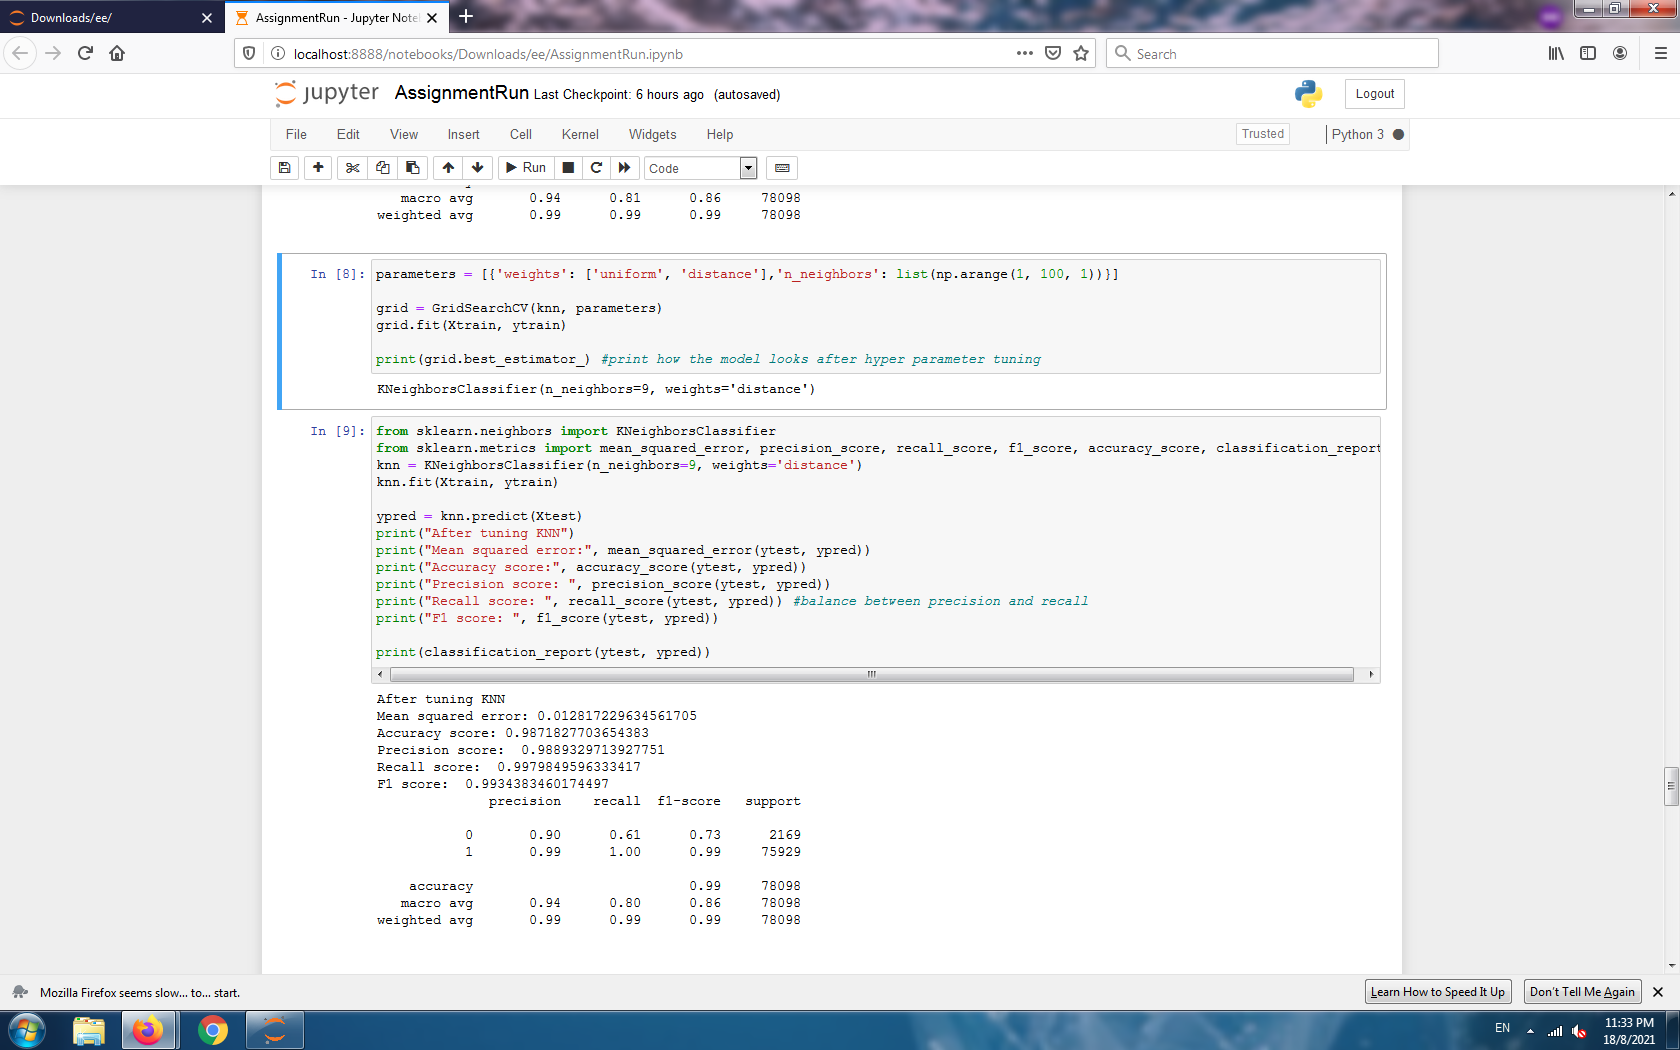 Downloads/ee/
AssignmentRun - Jupyter Note
localhost:8888/notebooks/Downloads/ee/AssignmentRun.ipynb
Search
jupyter AssignmentRun Last Checkpoint: 6 hours ago (autosaved)
Logout
File Edit View Insert Cell Kernel Widgets Help
Trusted
Python 3
Run
Code
macro avg 0.94 0.81 0.86 78098
weighted avg 0.99 0.99 0.99 78098
In [8]: parameters = [{'weights': ['uniform', 'distance'],'n_neighbors': list(np.arange(1, 100, 1))}]
grid = GridSearchCV(knn, parameters)
grid.fit(Xtrain, ytrain)
print(grid.best_estimator_) #print how the model looks after hyper parameter tuning
KNeighborsClassifier(n_neighbors=9, weights='distance')
In [9]: from sklearn.neighbors import KNeighborsClassifier
from sklearn.metrics import mean_squared_error, precision_score, recall_score, f1_score, accuracy_score, classification_report
knn = KNeighborsClassifier(n_neighbors=9, weights='distance')
knn.fit(Xtrain, ytrain)
ypred = knn.predict(Xtest)
print("After tuning KNN")
print("Mean squared error:", mean_squared_error(ytest, ypred))
print("Accuracy score:", accuracy_score(ytest, ypred))
print("Precision score: ", precision_score(ytest, ypred))
print("Recall score: ", recall_score(ytest, ypred)) #balance between precision and recall
print("F1 score: ", f1_score(ytest, ypred))
print(classification_report(ytest, ypred))
After tuning KNN
Mean squared error: 0.012817229634561705
Accuracy score: 0.9871827703654383
Precision score:  0.9889329713927751
Recall score:  0.9979849596333417
F1 score:  0.9934383460174497
precision recall f1-score support
0 0.90 0.61 0.73 2169
1 0.99 1.00 0.99 75929
accuracy 0.99 78098
macro avg 0.94 0.80 0.86 78098
weighted avg 0.99 0.99 0.99 78098
Mozilla Firefox seems slow... to... start.
Learn How to Speed It Up
Don't Tell Me Again
EN
11:33 PM
18/8/2021